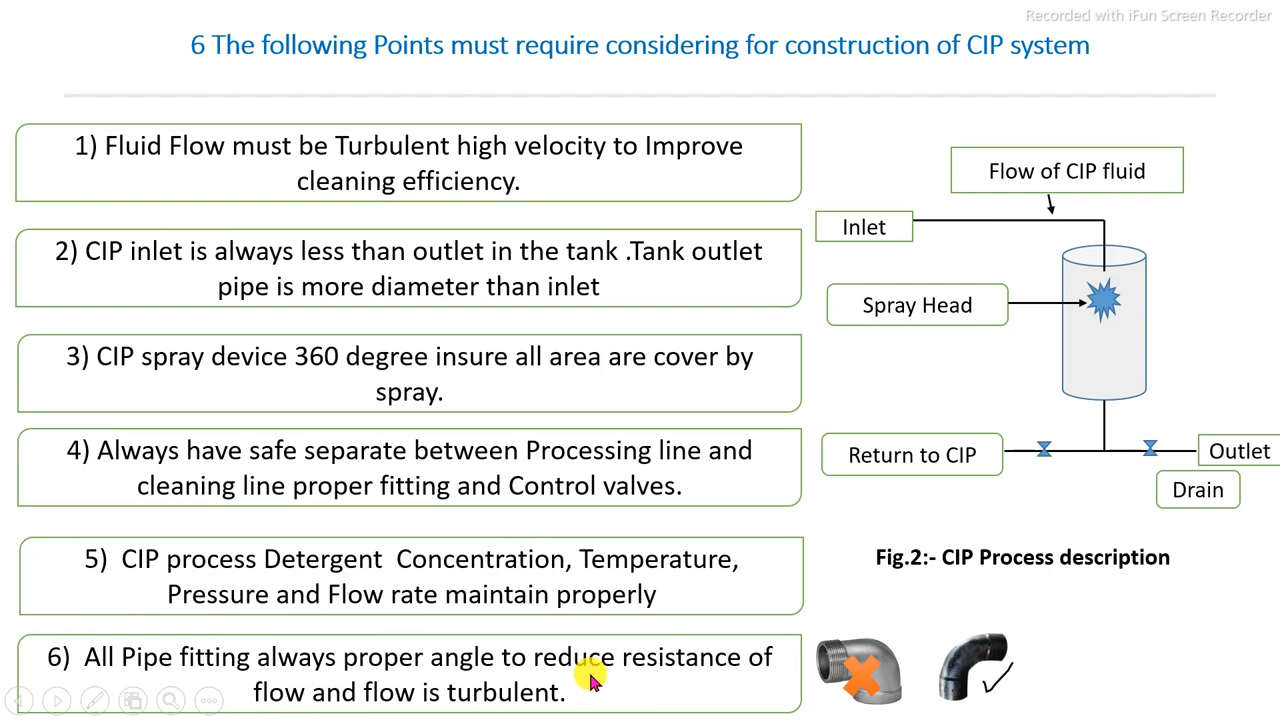 Recorded with iFun Screen Recorder
6 The following Points must require considering for construction of CIP system
1) Fluid Flow must be Turbulent high velocity to Improve
cleaning efficiency.
2) CIP inlet is always less than outlet in the tank .Tank outlet
pipe is more diameter than inlet
3) CIP spray device 360 degree insure all area are cover by
spray.
4) Always have safe separate between Processing line and
cleaning line proper fitting and Control valves.
5) CIP process Detergent Concentration, Temperature,
Pressure and Flow rate maintain properly
6) All Pipe fitting always proper angle to reduce resistance of
flow and flow is turbulent.
Flow of CIP fluid
Inlet
Spray Head
Return to CIP
Outlet
Drain
Fig.2:- CIP Process description